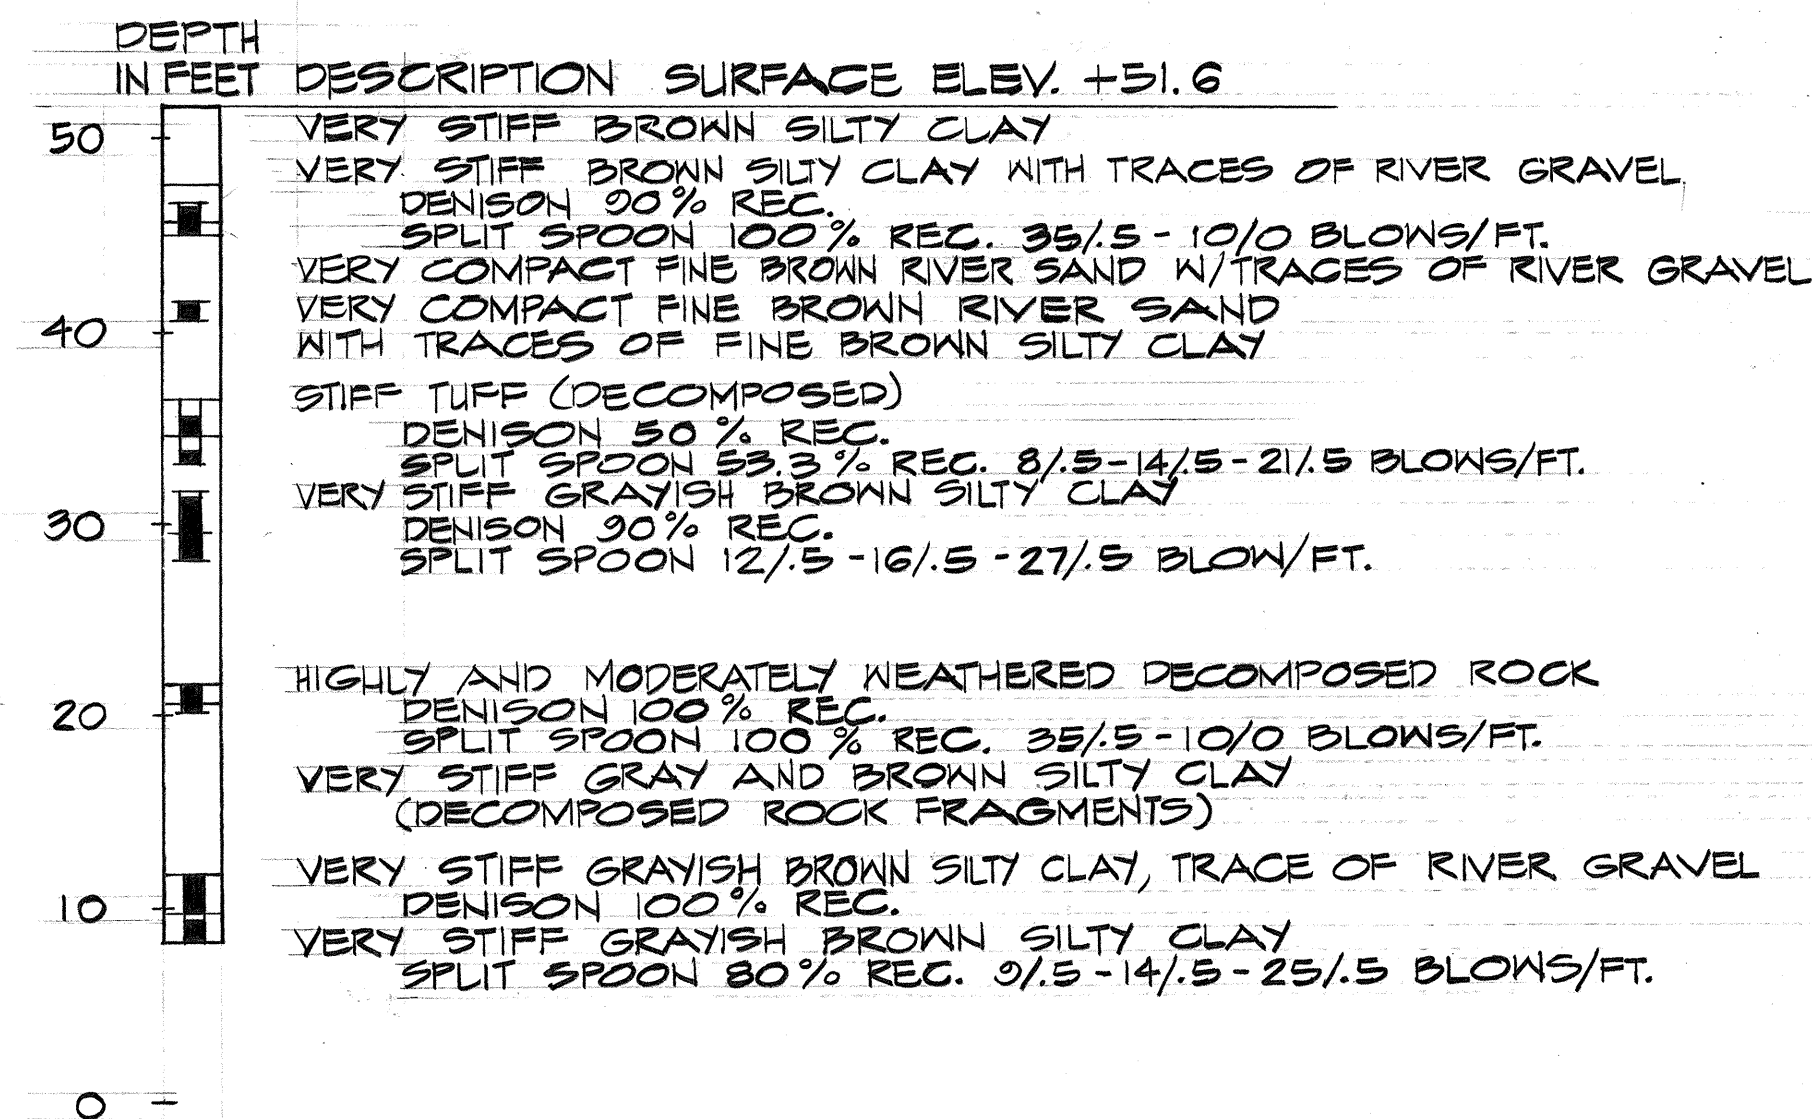 DEPTH
IN FEET DESCRIPTION SURFACE ELEV. +51.6
50 VERY STIFF BROWN SILTY CLAY
VERY STIFF BROWN SILTY CLAY WITH TRACES OF RIVER GRAVEL
DENISON 90% REC.
SPLIT SPOON 100% REC. 35/.5 - 10/0 BLOWS/FT.
VERY COMPACT FINE BROWN RIVER SAND W/TRACES OF RIVER GRAVEL
VERY COMPACT FINE BROWN RIVER SAND
40 WITH TRACES OF FINE BROWN SILTY CLAY
STIFF TUFF (DECOMPOSED)
DENISON 50% REC.
SPLIT SPOON 53.3% REC. 8/.5-14/.5-21/.5 BLOWS/FT.
VERY STIFF GRAYISH BROWN SILTY CLAY
30 DENISON 90% REC.
SPLIT SPOON 12/.5 -16/.5 -27/.5 BLOW/FT.
HIGHLY AND MODERATELY WEATHERED DECOMPOSED ROCK
20 DENISON 100% REC.
SPLIT SPOON 100% REC. 35/.5-10/0 BLOWS/FT.
VERY STIFF GRAY AND BROWN SILTY CLAY
(DECOMPOSED ROCK FRAGMENTS)
VERY STIFF GRAYISH BROWN SILTY CLAY, TRACE OF RIVER GRAVEL
10 DENISON 100% REC.
VERY STIFF GRAYISH BROWN SILTY CLAY
SPLIT SPOON 80% REC. 9/.5-14/.5-25/.5 BLOWS/FT.
0